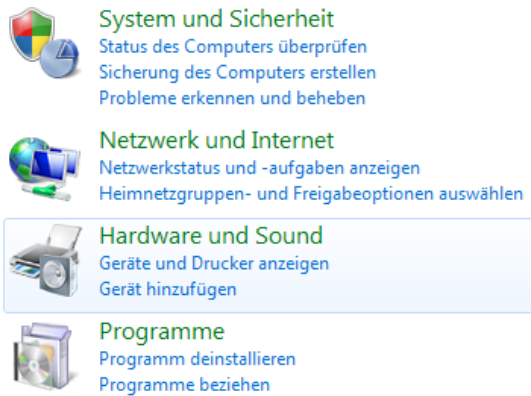 System und Sicherheit
Status des Computers überprüfen
Sicherung des Computers erstellen
Probleme erkennen und beheben
Netzwerk und Internet
Netzwerkstatus und -aufgaben anzeigen
Heimnetzgruppen- und Freigabeoptionen auswählen
Hardware und Sound
Geräte und Drucker anzeigen
Gerät hinzufügen
Programme
Programm deinstallieren
Programme beziehen